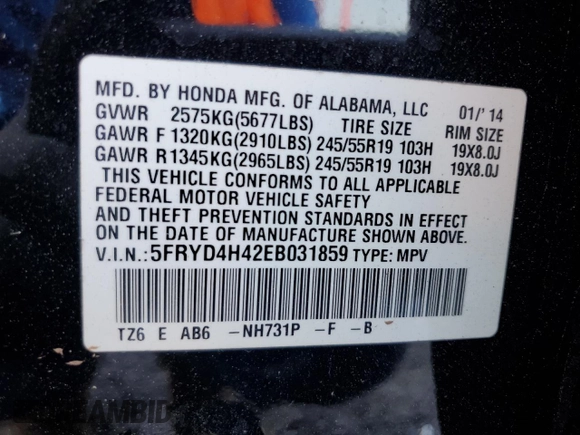 MFD. BY HONDA MFG. OF ALABAMA, LLC 01/'14
GVWR 2575KG(5677LBS) TIRE SIZE RIM SIZE
GAWR F 1320KG(2910LBS) 245/55R19 103H 19X8.0J
GAWR R1345KG(2965LBS) 245/55R19 103H 19X8.0J
THIS VEHICLE CONFORMS TO ALL APPLICABLE
FEDERAL MOTOR VEHICLE SAFETY
AND THEFT PREVENTION STANDARDS IN EFFECT
ON THE DATE OF MANUFACTURE SHOWN ABOVE.
V.I.N.:5FRYD4H42EB031859 TYPE: MPV
TZ6 E AB6 -NH731P -F -B